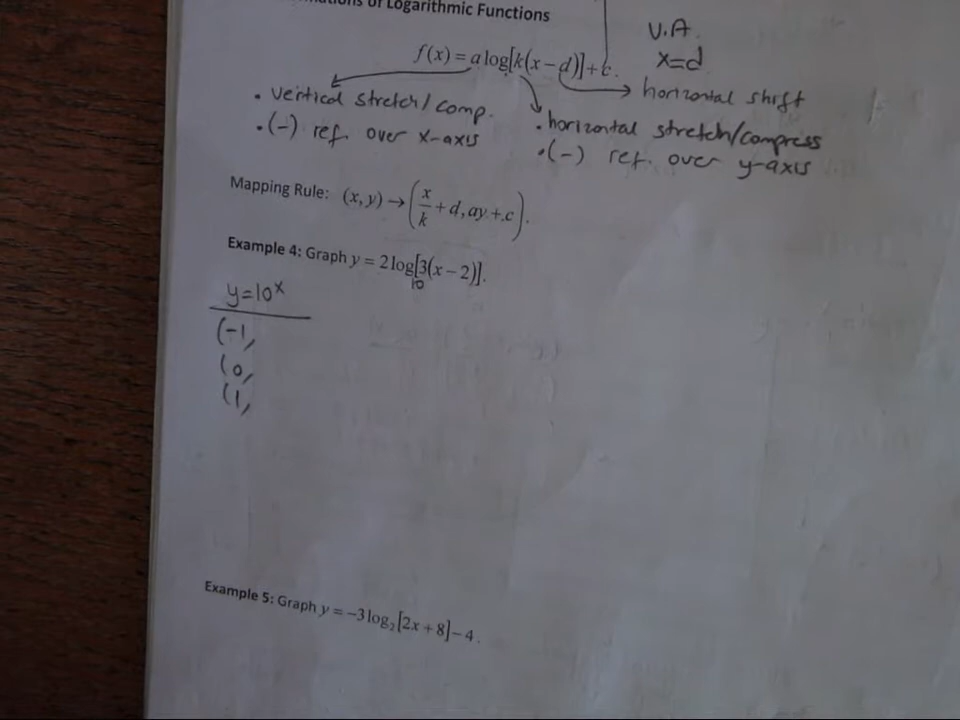 of Logarithmic Functions
f(x) = a log[k(x − d)] + c.
V.A.
x=d
horizontal shift
• vertical stretch/comp.
• (-) ref. over x-axis
• horizontal stretch/compress
• (-) ref. over y-axis
Mapping Rule: (x, y) → (x/k + d, ay + c).
Example 4: Graph y = 2 log[3(x − 2)].
10
y=10ˣ
(-1,
(0,
(1,
Example 5: Graph y = −3 log₂[2x + 8] − 4.